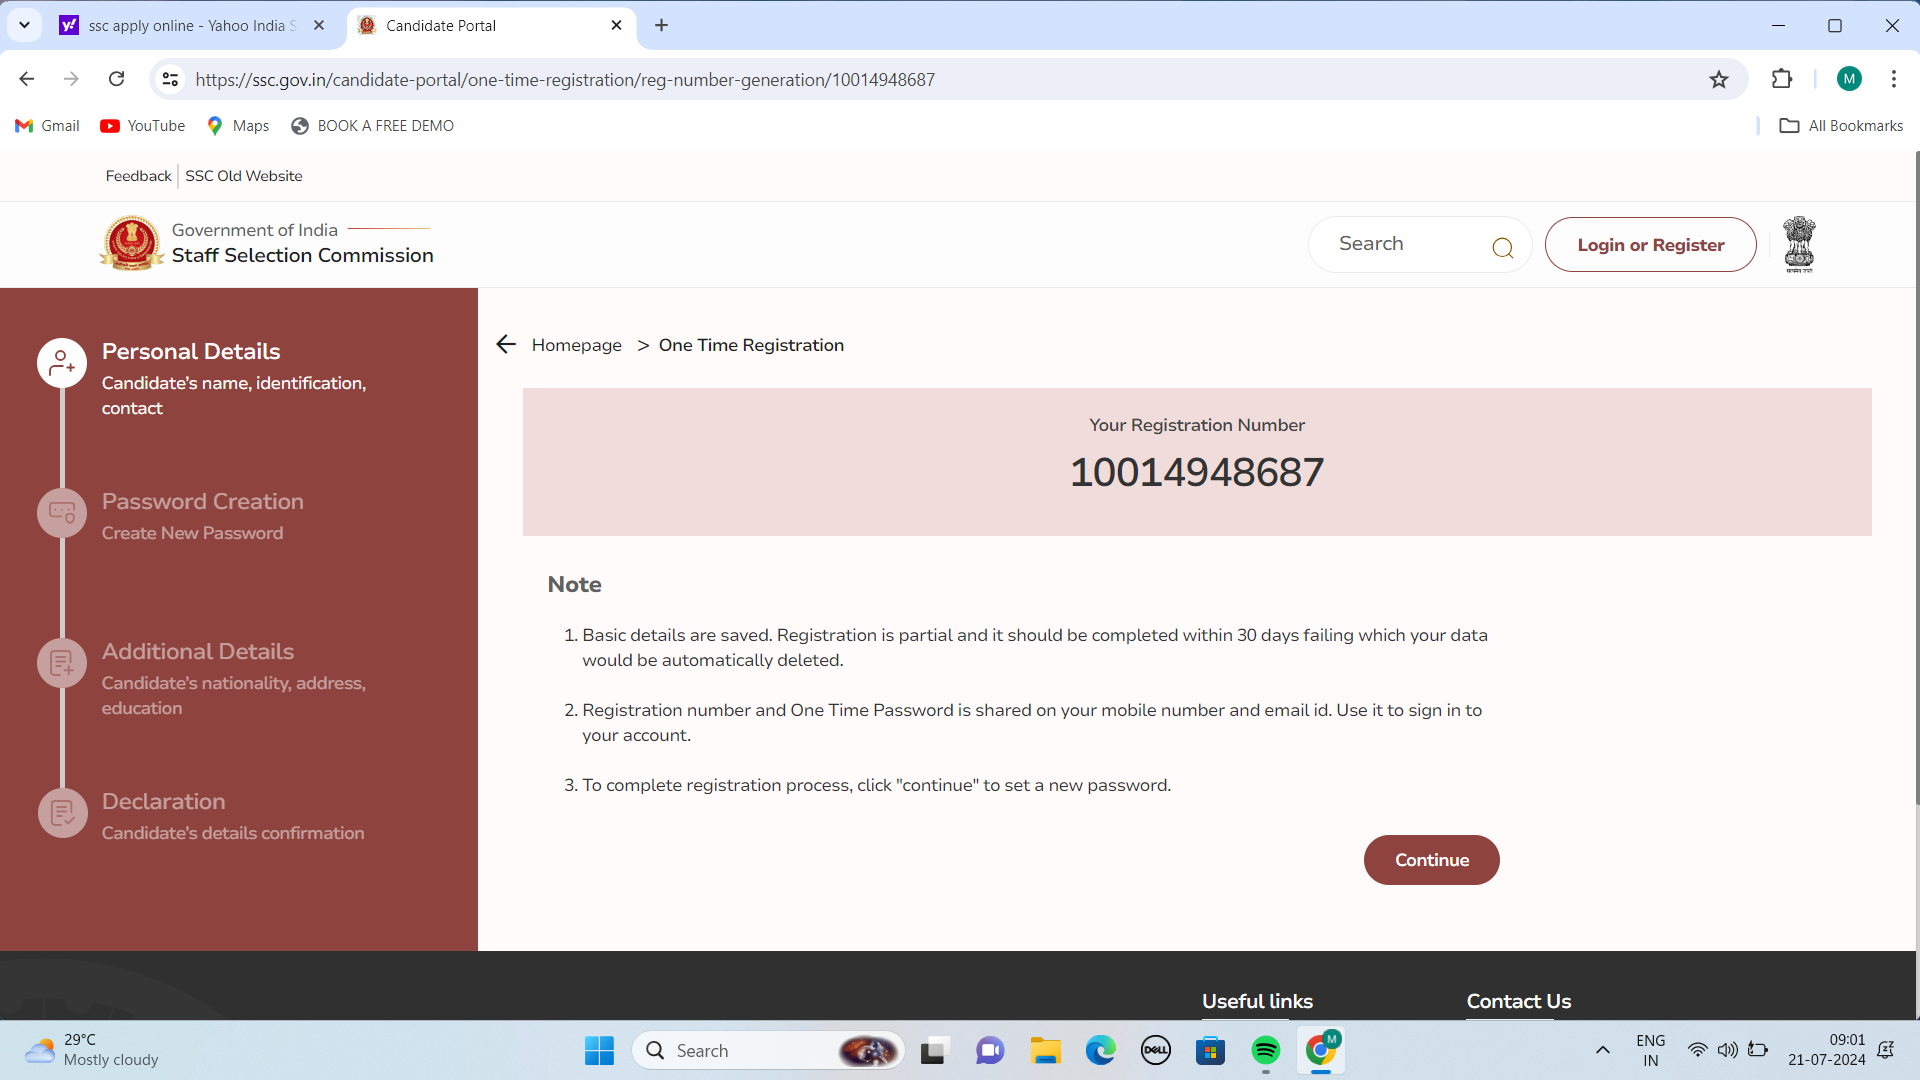 ssc apply online - Yahoo India S
Candidate Portal
https://ssc.gov.in/candidate-portal/one-time-registration/reg-number-generation/10014948687
M
Gmail
YouTube
Maps
BOOK A FREE DEMO
All Bookmarks
Feedback
SSC Old Website
Government of India
Staff Selection Commission
Search
Login or Register
सत्यमेव जयते
Personal Details
Candidate's name, identification,
contact
Password Creation
Create New Password
Additional Details
Candidate's nationality, address,
education
Declaration
Candidate's details confirmation
Homepage > One Time Registration
Your Registration Number
10014948687
Note
1. Basic details are saved. Registration is partial and it should be completed within 30 days failing which your data
would be automatically deleted.
2. Registration number and One Time Password is shared on your mobile number and email id. Use it to sign in to
your account.
3. To complete registration process, click "continue" to set a new password.
Continue
Useful links
Contact Us
29°C
Mostly cloudy
Search
DELL
M
ENG
IN
09:01
21-07-2024